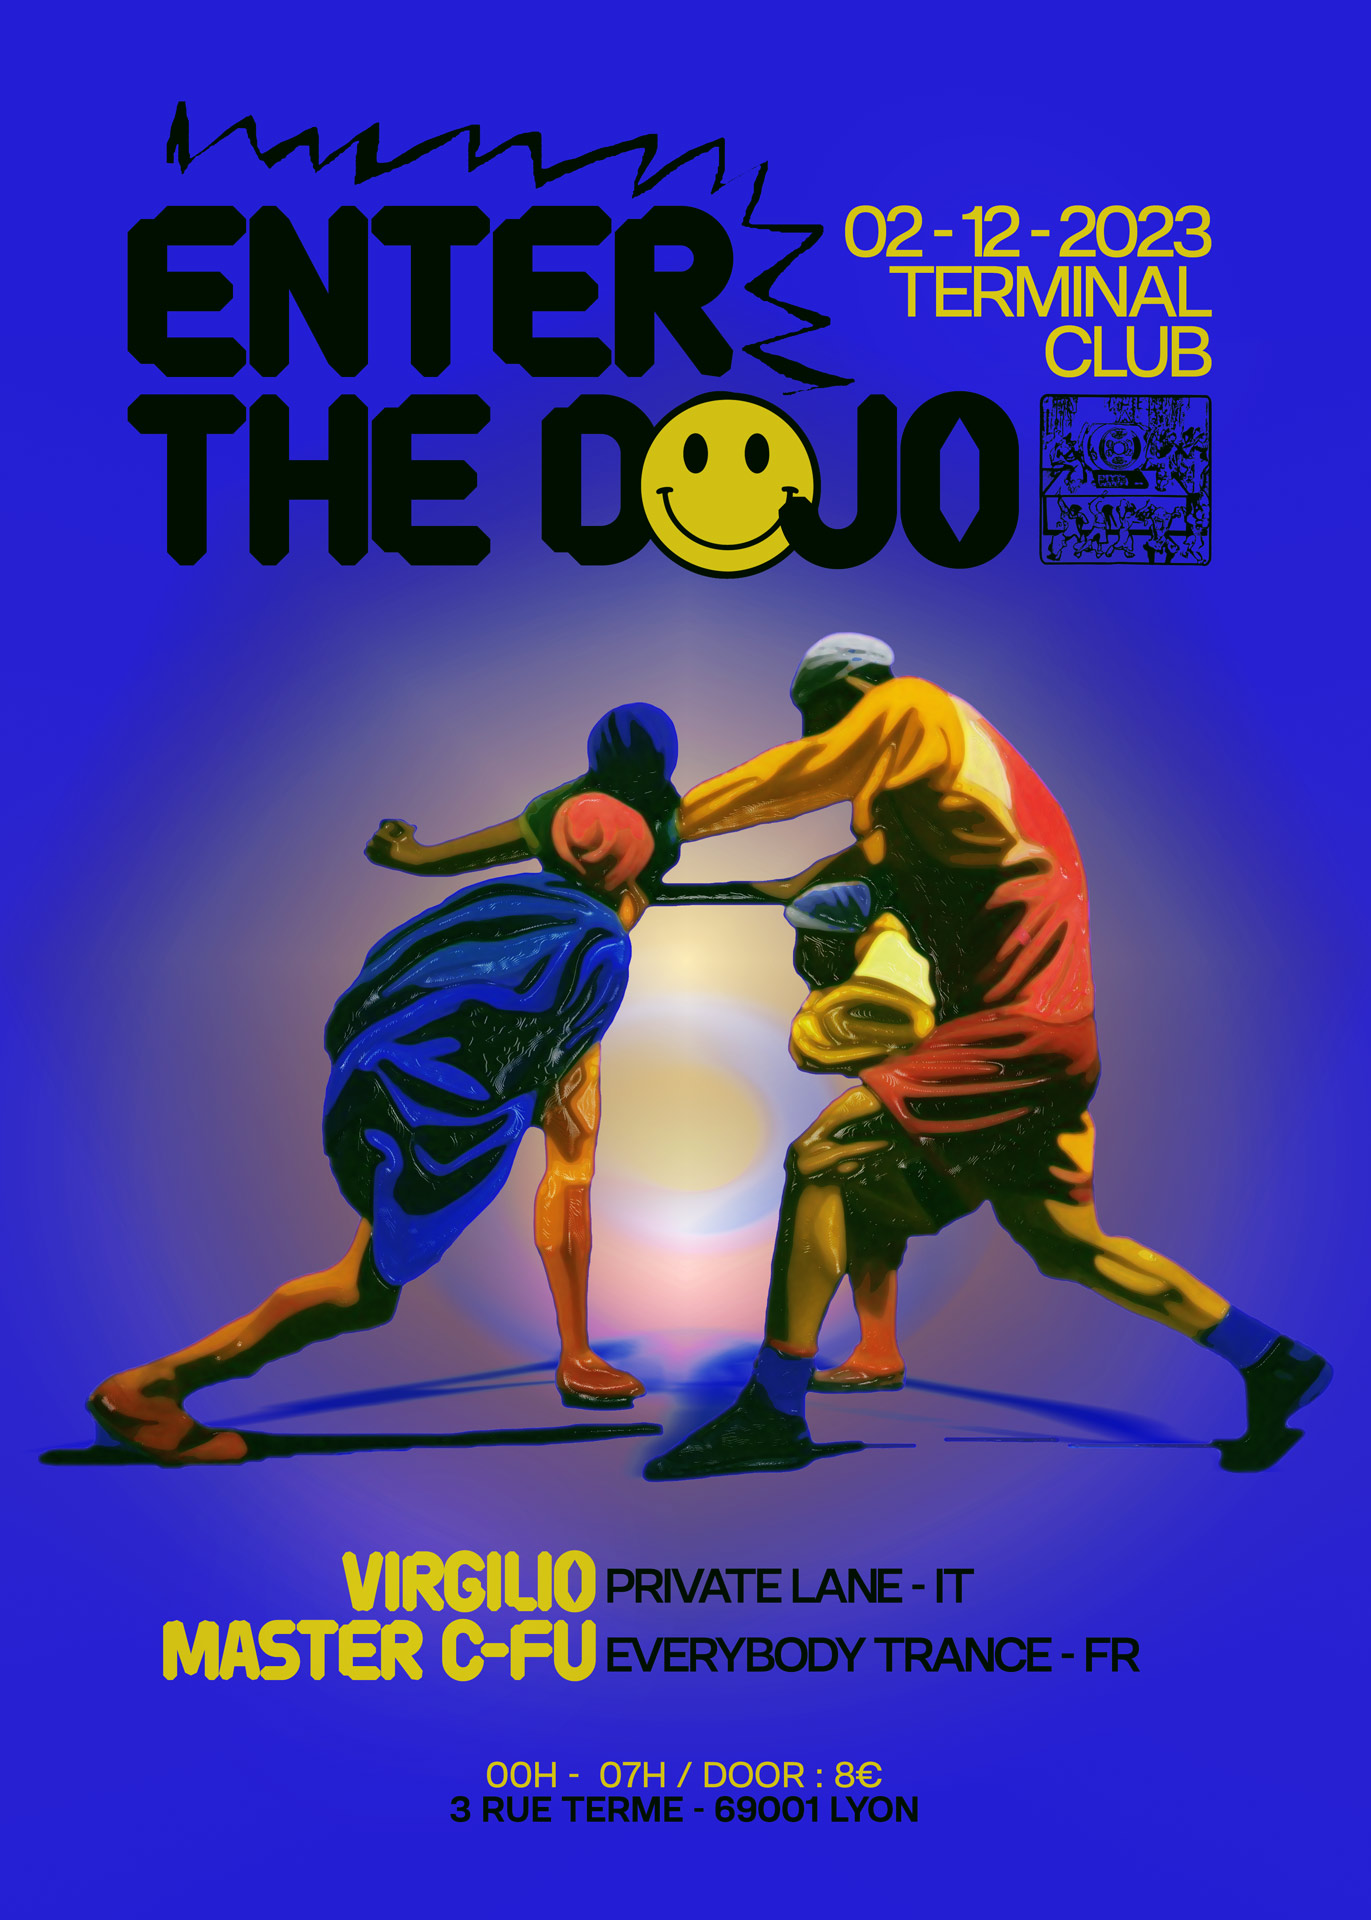 ENTER
THE DOJO
02-12-2023
TERMINAL
CLUB
VIRGILIO PRIVATE LANE - IT
MASTER C-FU EVERYBODY TRANCE - FR
00H - 07H / DOOR : 8€
3 RUE TERME - 69001 LYON